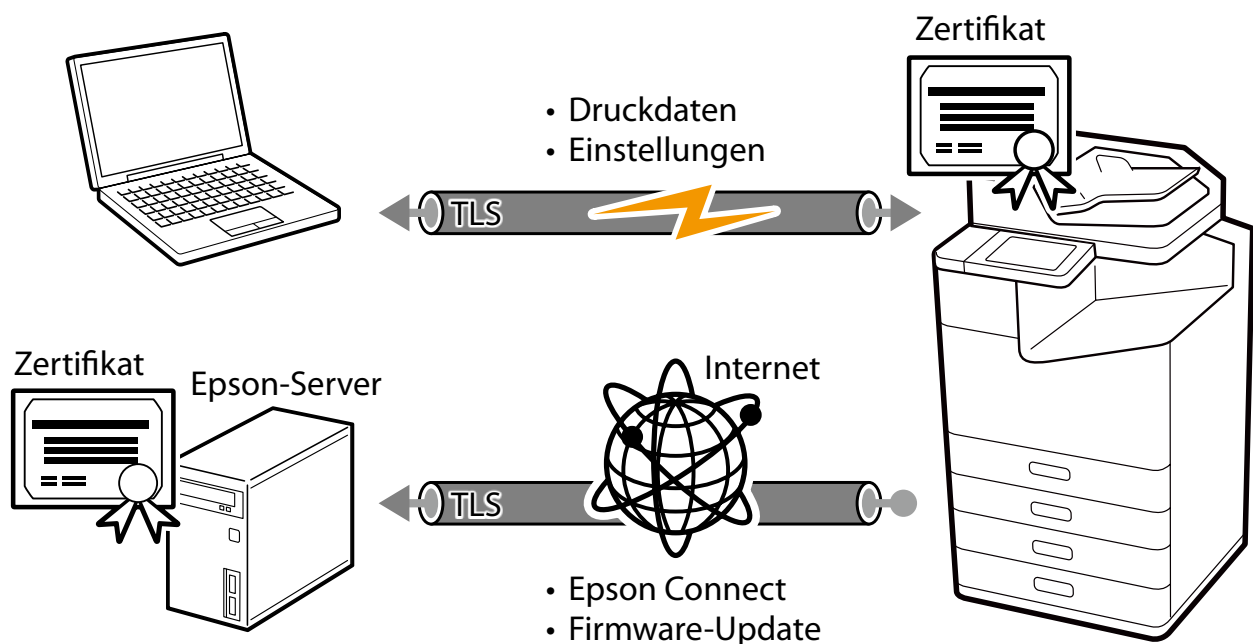 Zertifikat
• Druckdaten
• Einstellungen
TLS
Zertifikat
Epson-Server
Internet
TLS
• Epson Connect
• Firmware-Update